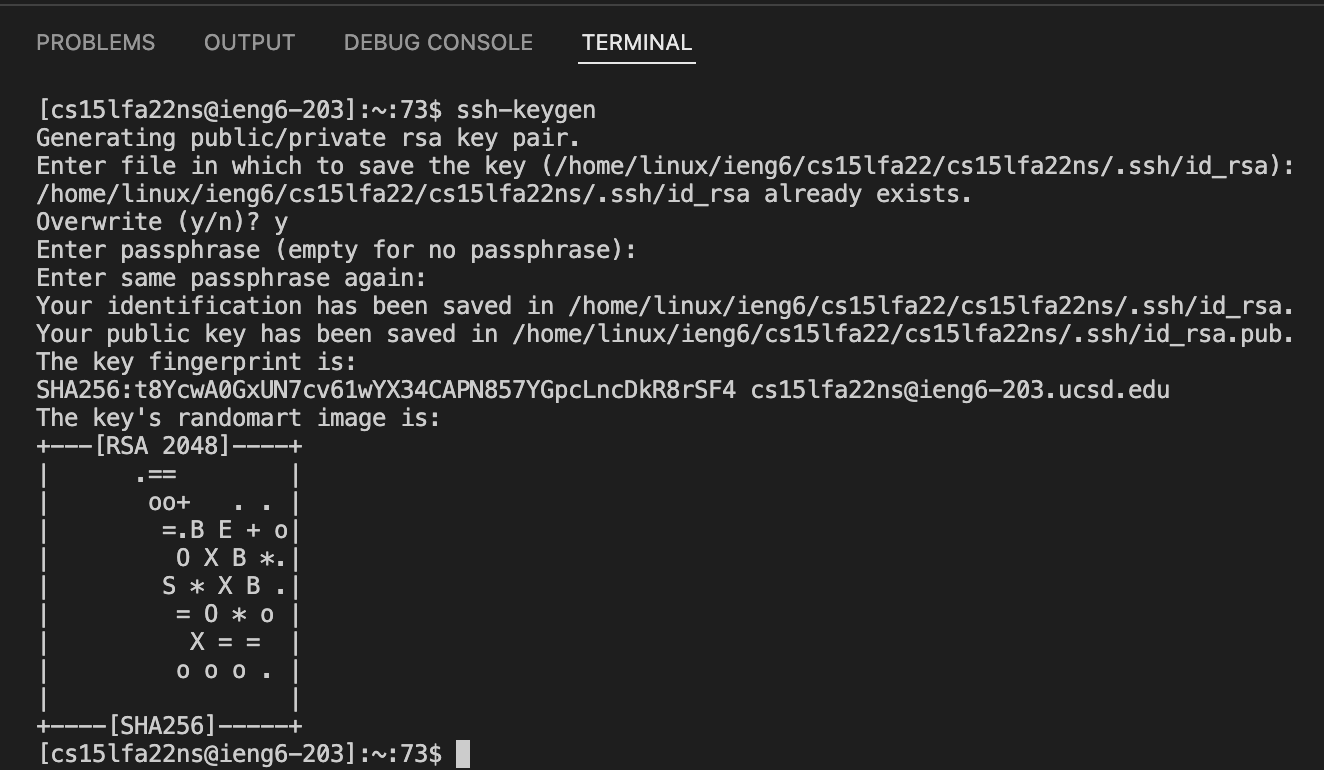 PROBLEMS OUTPUT DEBUG CONSOLE TERMINAL
[cs15lfa22ns@ieng6-203]:~:73$ ssh-keygen
Generating public/private rsa key pair.
Enter file in which to save the key (/home/linux/ieng6/cs15lfa22/cs15lfa22ns/.ssh/id_rsa):
/home/linux/ieng6/cs15lfa22/cs15lfa22ns/.ssh/id_rsa already exists.
Overwrite (y/n)? y
Enter passphrase (empty for no passphrase):
Enter same passphrase again:
Your identification has been saved in /home/linux/ieng6/cs15lfa22/cs15lfa22ns/.ssh/id_rsa.
Your public key has been saved in /home/linux/ieng6/cs15lfa22/cs15lfa22ns/.ssh/id_rsa.pub.
The key fingerprint is:
SHA256:t8YcwA0GxUN7cv61wYX34CAPN857YGpcLncDkR8rSF4 cs15lfa22ns@ieng6-203.ucsd.edu
The key's randomart image is:
+---[RSA 2048]----+
|      .==        |
|       oo+   . . |
|        =.B E + o|
|         O X B *.|
|        S * X B .|
|         = O * o |
|          X = =  |
|         o o o . |
|                 |
+----[SHA256]-----+
[cs15lfa22ns@ieng6-203]:~:73$